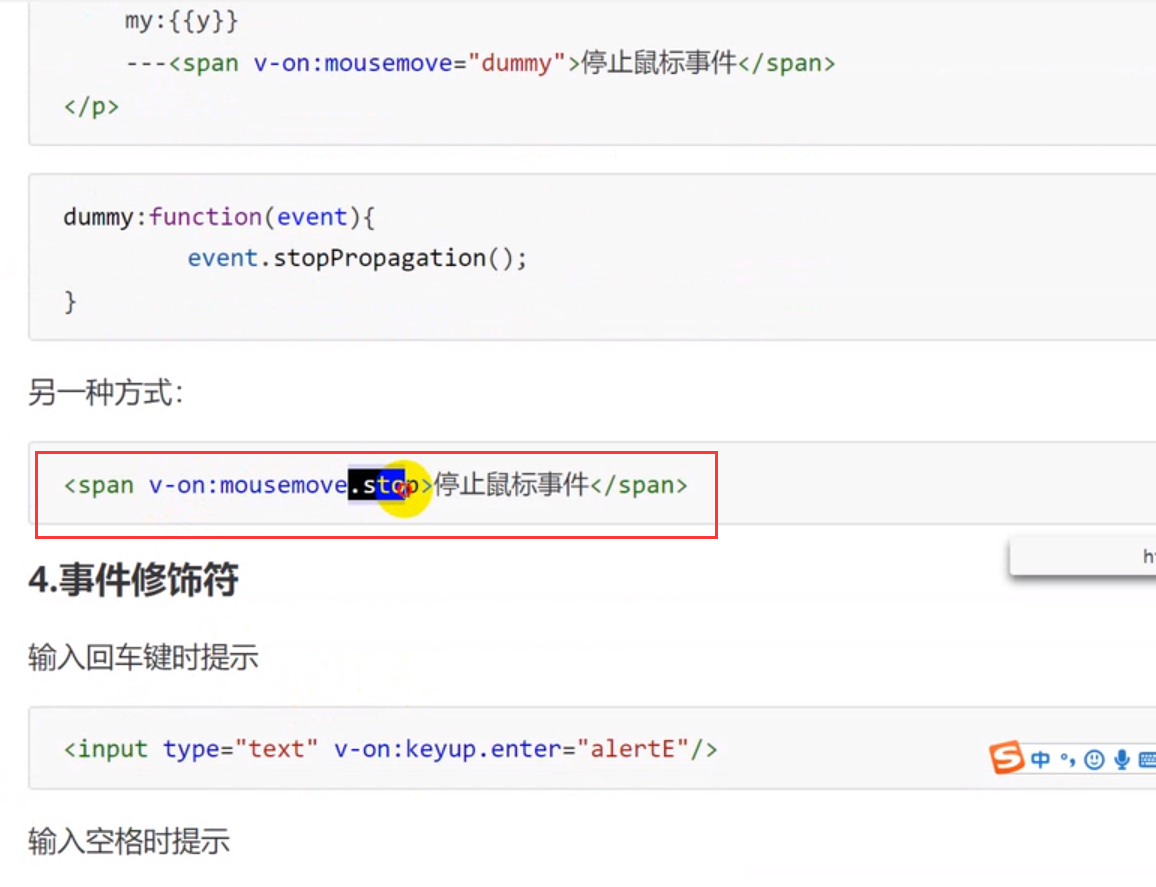 my:{{y}}
---<span v-on:mousemove="dummy">停止鼠标事件</span>
</p>
dummy:function(event){
event.stopPropagation();
}
另一种方式：
<span v-on:mousemove.stop>停止鼠标事件</span>
4.事件修饰符
输入回车键时提示
<input type="text" v-on:keyup.enter="alertE"/>
中
输入空格时提示